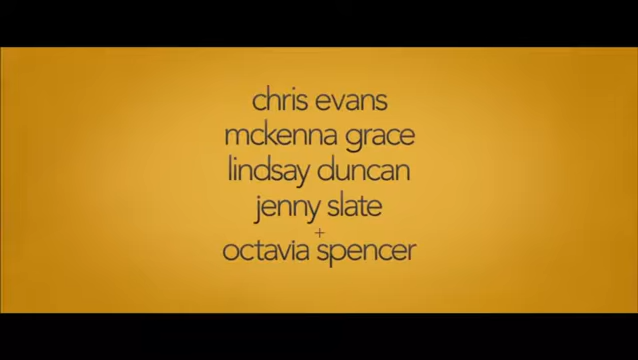 chris evans
mckenna grace
lindsay duncan
jenny slate
+
octavia spencer